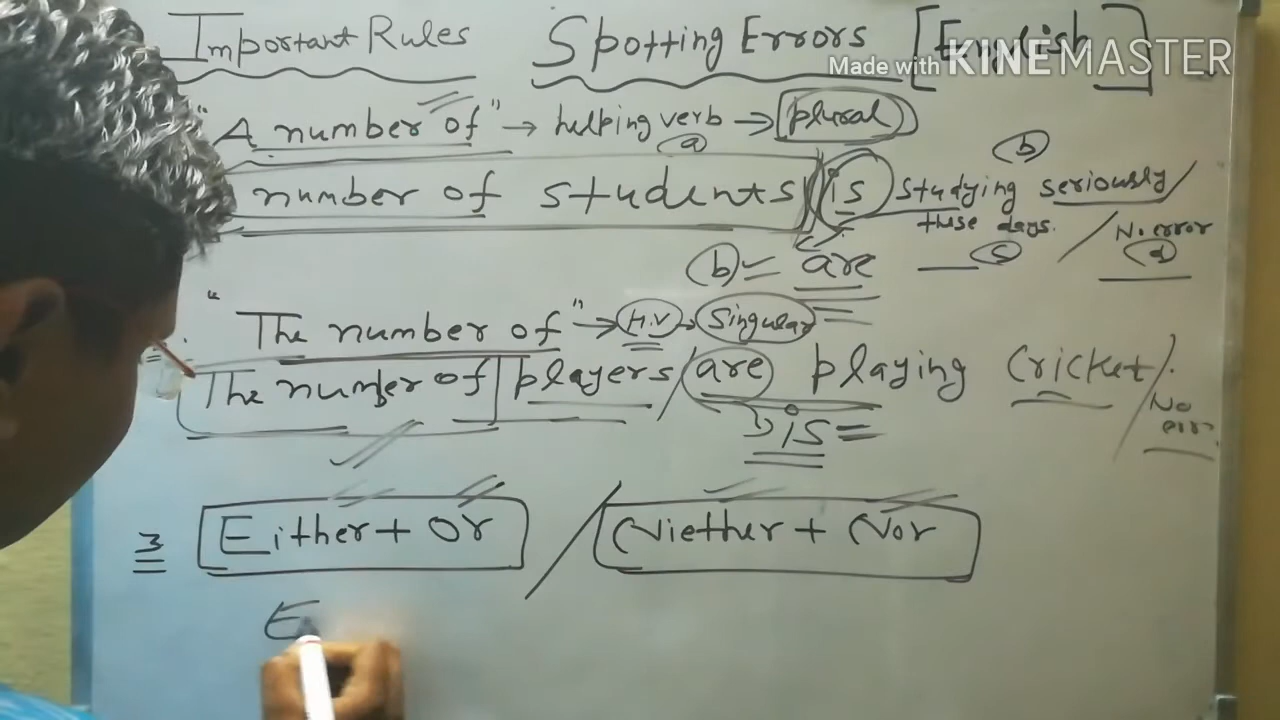 Important Rules Spotting Errors [English]
Made with KINEMASTER
"A number of" → helping verb → plural
(a) (b)
number of students is studying seriously /
these days. / No error
(b) = are (c) (d)
"The number of" → H.V → Singular
The number of players / are playing Cricket / No
is
3 Either + Or / Niether + Nor
E